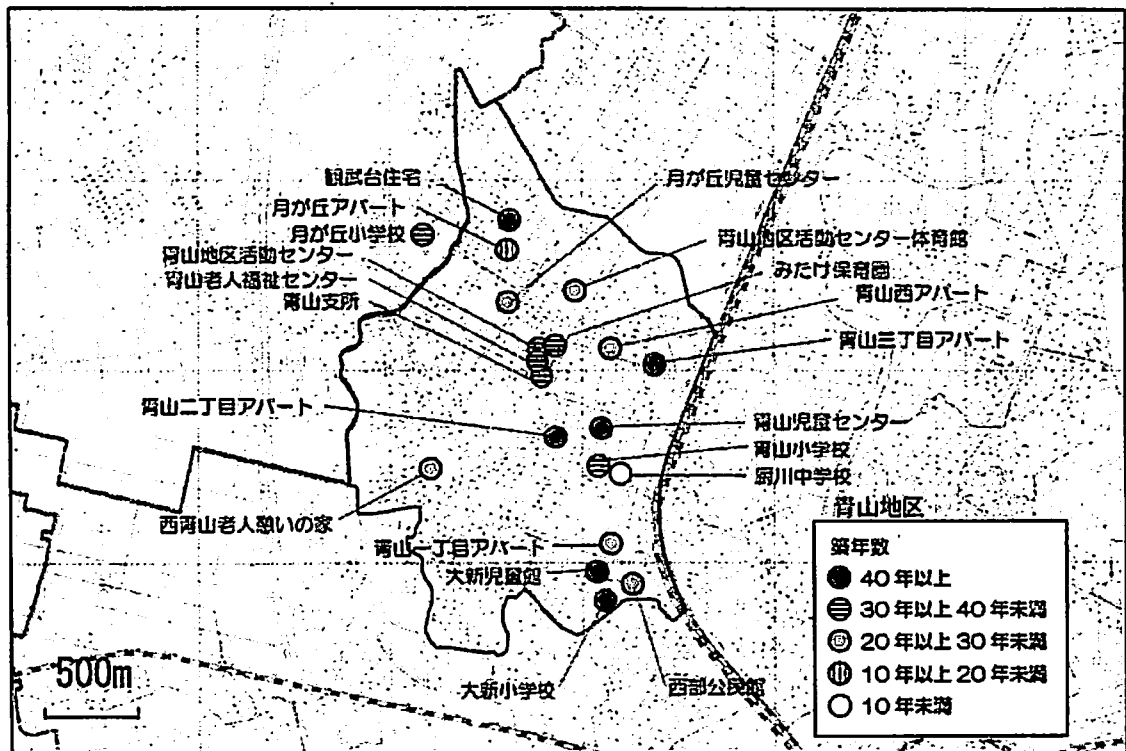 観武台住宅
月が丘アパート
月が丘小学校
青山地区活動センター
青山老人福祉センター
青山支所
月が丘児童センター
青山地区活動センター体育館
みたけ保育園
青山西アパート
青山三丁目アパート
青山二丁目アパート
青山児童センター
青山小学校
厨川中学校
西青山老人憩いの家
青山一丁目アパート
大新児童館
大新小学校
西部公民館
500m
青山地区
築年数
40年以上
30年以上40年未満
20年以上30年未満
10年以上20年未満
10年未満